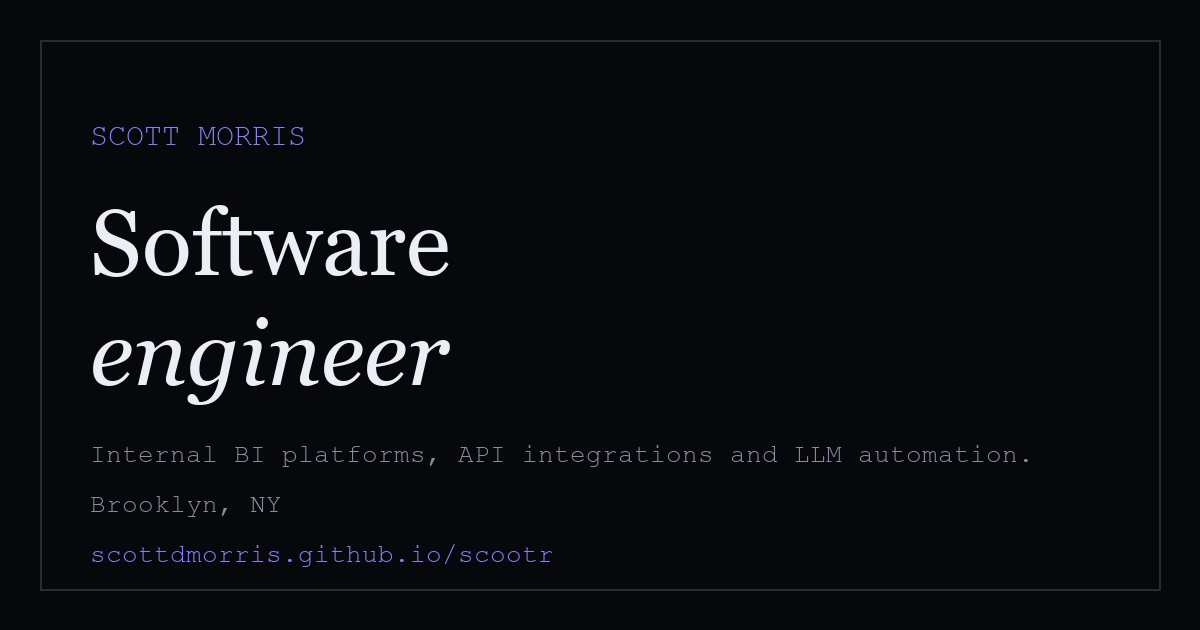 SCOTT MORRIS
Software
engineer
Internal BI platforms, API integrations and LLM automation.
Brooklyn, NY
scottdmorris.github.io/scootr